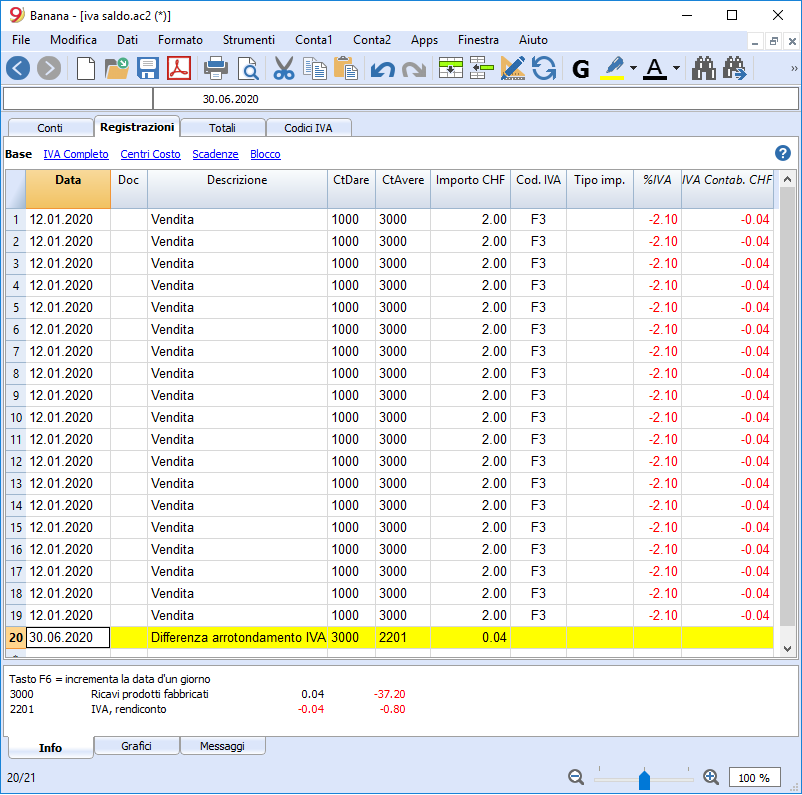 Banana - [iva saldo.ac2 (*)]
File Modifica Dati Formato Strumenti Conta1 Conta2 Apps Finestra Aiuto
G A »
30.06.2020
Conti Registrazioni Totali Codici IVA
Base IVA Completo Centri Costo Scadenze Blocco ?
Data Doc Descrizione CtDare CtAvere Importo CHF Cod. IVA Tipo imp. %IVA IVA Contab. CHF
1 12.01.2020 Vendita 1000 3000 2.00 F3 -2.10 -0.04
2 12.01.2020 Vendita 1000 3000 2.00 F3 -2.10 -0.04
3 12.01.2020 Vendita 1000 3000 2.00 F3 -2.10 -0.04
4 12.01.2020 Vendita 1000 3000 2.00 F3 -2.10 -0.04
5 12.01.2020 Vendita 1000 3000 2.00 F3 -2.10 -0.04
6 12.01.2020 Vendita 1000 3000 2.00 F3 -2.10 -0.04
7 12.01.2020 Vendita 1000 3000 2.00 F3 -2.10 -0.04
8 12.01.2020 Vendita 1000 3000 2.00 F3 -2.10 -0.04
9 12.01.2020 Vendita 1000 3000 2.00 F3 -2.10 -0.04
10 12.01.2020 Vendita 1000 3000 2.00 F3 -2.10 -0.04
11 12.01.2020 Vendita 1000 3000 2.00 F3 -2.10 -0.04
12 12.01.2020 Vendita 1000 3000 2.00 F3 -2.10 -0.04
13 12.01.2020 Vendita 1000 3000 2.00 F3 -2.10 -0.04
14 12.01.2020 Vendita 1000 3000 2.00 F3 -2.10 -0.04
15 12.01.2020 Vendita 1000 3000 2.00 F3 -2.10 -0.04
16 12.01.2020 Vendita 1000 3000 2.00 F3 -2.10 -0.04
17 12.01.2020 Vendita 1000 3000 2.00 F3 -2.10 -0.04
18 12.01.2020 Vendita 1000 3000 2.00 F3 -2.10 -0.04
19 12.01.2020 Vendita 1000 3000 2.00 F3 -2.10 -0.04
20 30.06.2020 Differenza arrotondamento IVA 3000 2201 0.04
Tasto F6 = incrementa la data d'un giorno
3000 Ricavi prodotti fabbricati 0.04 -37.20
2201 IVA, rendiconto -0.04 -0.80
Info Grafici Messaggi
20/21 100 %